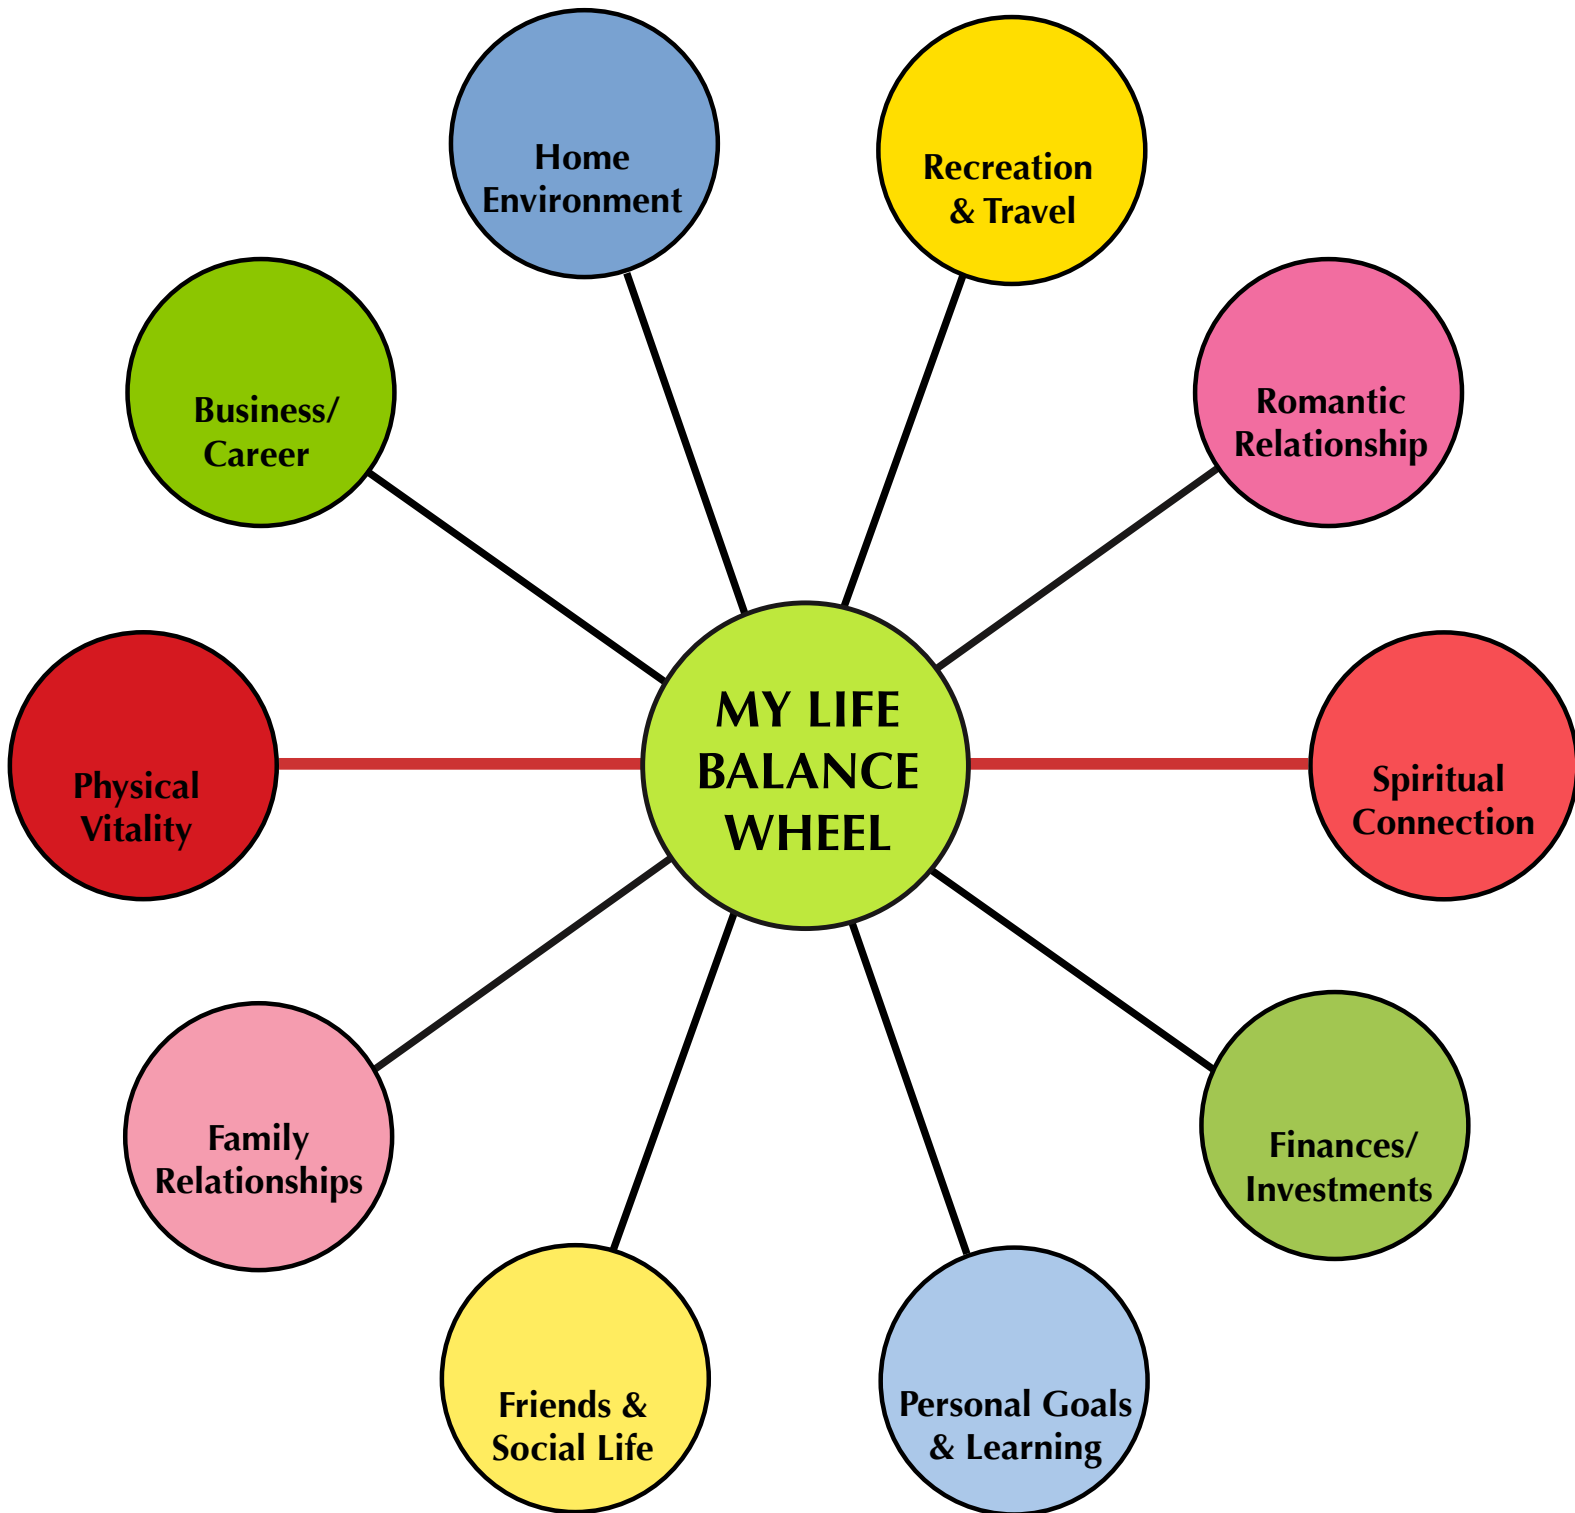 Home
Environment
Recreation
& Travel
Business/
Career
Romantic
Relationship
MY LIFE
BALANCE
WHEEL
Physical
Vitality
Spiritual
Connection
Family
Relationships
Finances/
Investments
Friends &
Social Life
Personal Goals
& Learning